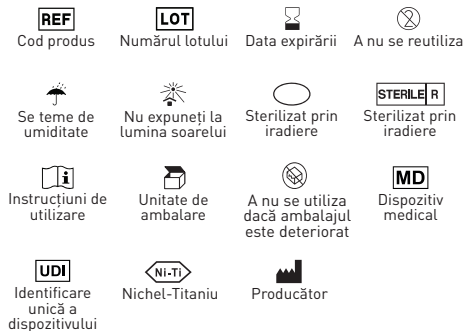 REF
Cod produs
LOT
Numărul lotului
Data expirării
2
A nu se reutiliza
Se teme de
umiditate
Nu expuneți la
lumina soarelui
Sterilizat prin
iradiere
STERILE R
Sterilizat prin
iradiere
i
Instrucțiuni de
utilizare
Unitate de
ambalare
A nu se utiliza
dacă ambalajul
este deteriorat
MD
Dispozitiv
medical
UDI
Identificare
unică a
dispozitivului
Ni-Ti
Nichel-Titaniu
Producător